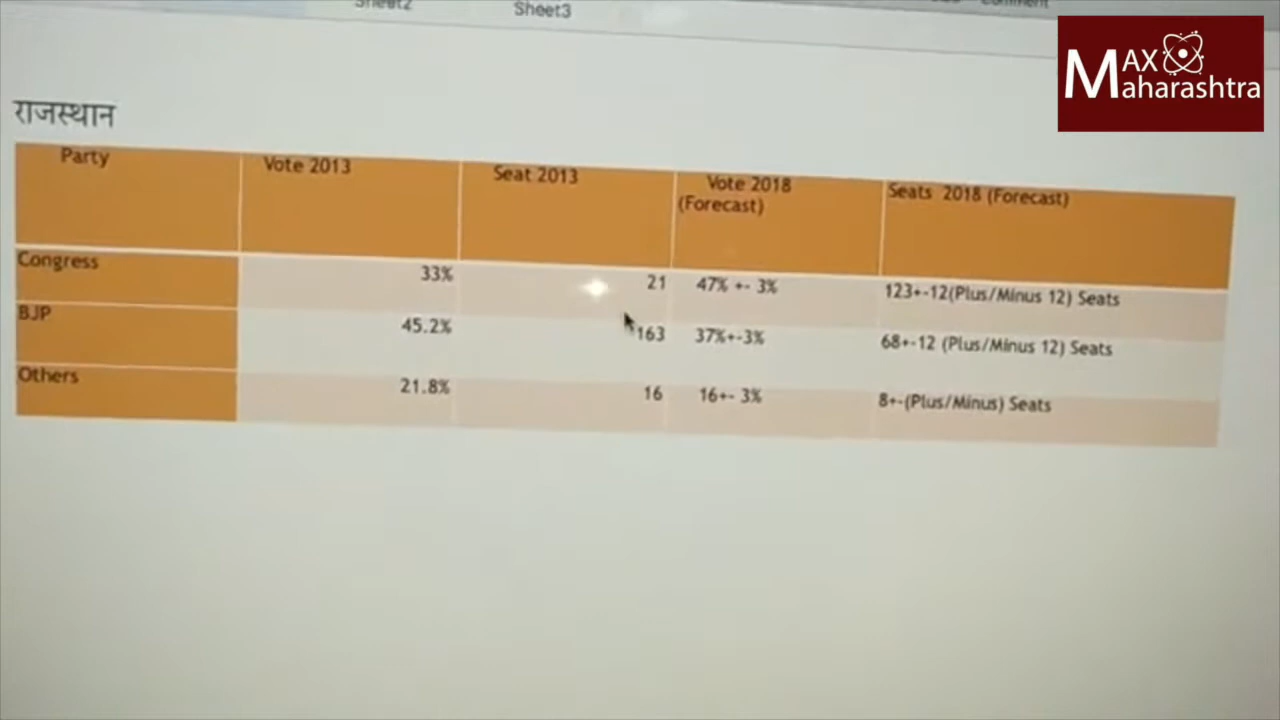 Sheet2
Sheet3
Comment
MAX
Maharashtra
राजस्थान
Party Vote 2013 Seat 2013 Vote 2018 (Forecast) Seats 2018 (Forecast)
Congress 33% 21 47% +- 3% 123+-12(Plus/Minus 12) Seats
BJP 45.2% 163 37%+-3% 68+-12 (Plus/Minus 12) Seats
Others 21.8% 16 16+- 3% 8+-(Plus/Minus) Seats